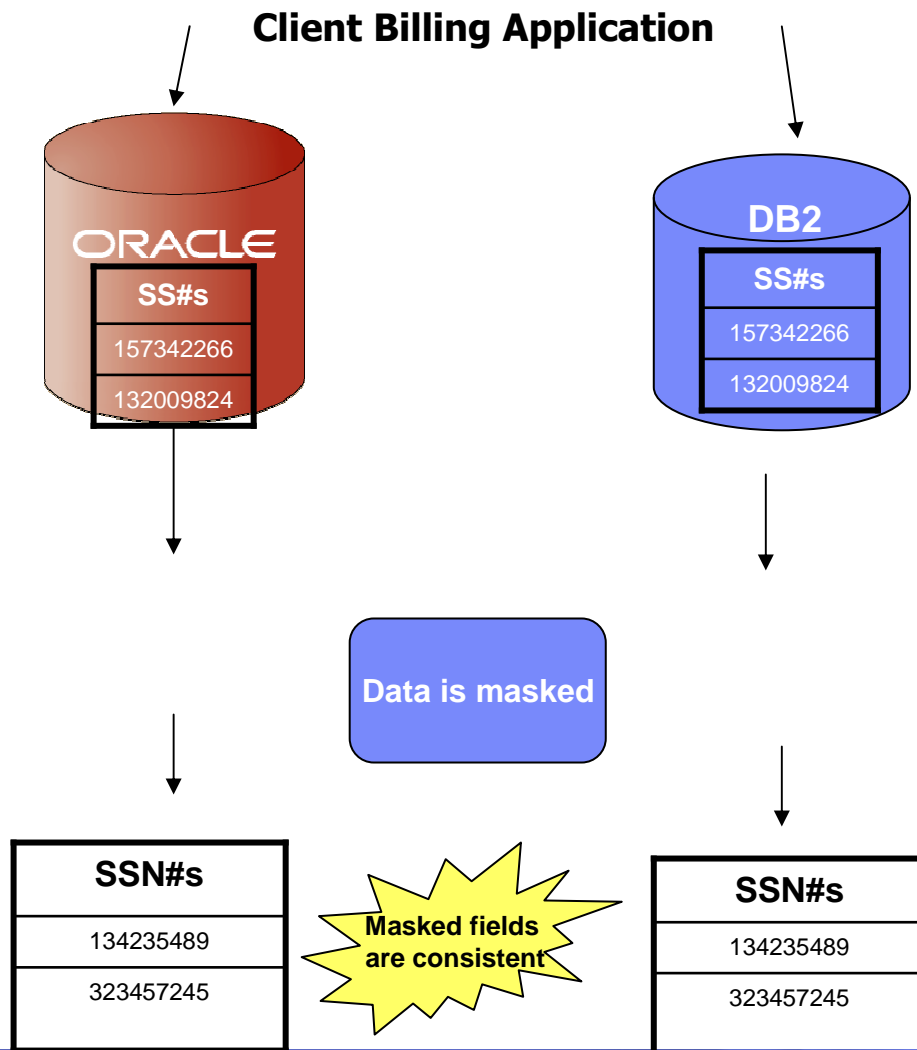 Client Billing Application
ORACLE
SS#s
157342266
132009824
DB2
SS#s
157342266
132009824
Data is masked
SSN#s
134235489
323457245
Masked fields
are consistent
SSN#s
134235489
323457245